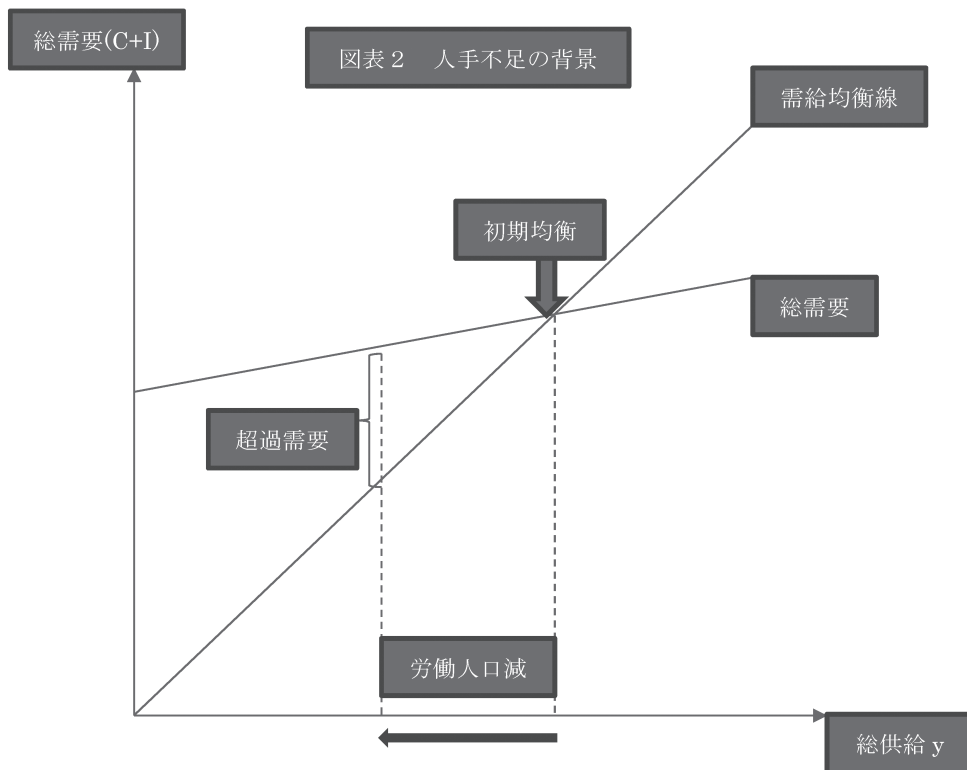 総需要(C+I)
図表２　人手不足の背景
需給均衡線
初期均衡
総需要
超過需要
労働人口減
総供給 y